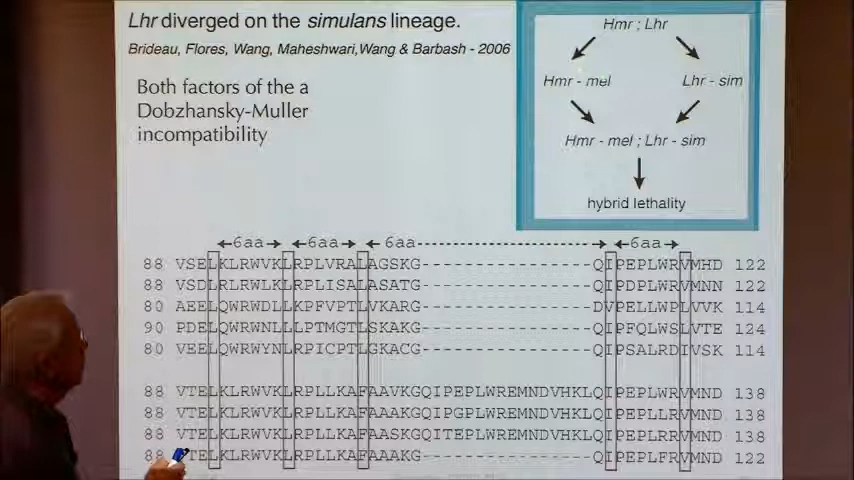 Lhr diverged on the simulans lineage.
Brideau, Flores, Wang, Maheshwari,Wang & Barbash - 2006
Both factors of the a
Dobzhansky-Muller
incompatibility
Hmr ; Lhr
Hmr - mel
Lhr - sim
Hmr - mel ; Lhr - sim
hybrid lethality
6aa 6aa 6aa 6aa
88 VSELKLRWVKLRPLVRALAGSKG--------------------QIPEPLWRVMHD 122
88 VSDLRLRWLKLRPLISALASATG--------------------QIPDPLWRVMNN 122
80 AEELQWRWDLLKPFVPTLVKARG--------------------DVPELLWPLVVK 114
90 PDELQWRWNLLLPTMGTLSKAKG--------------------QIPFQLWSLVTE 124
80 VEELQWRWYNLRPICPTLGKACG--------------------QIPSALRDIVSK 114
88 VTELKLRWVKLRPLLKAFAAVKGQIPEPLWREMNDVHKLQIPEPLWRVMND 138
88 VTELKLRWVKLRPLLKAFAAAKGQIPGPLWREMNDVHKLQIPEPLLRVMND 138
88 VTELKLRWVKLRPLLKAFAASKGQITEPLWREMNDVHKLQIPEPLRRVMND 138
88 VTELKLRWVKLRPLLKAFAAAKG--------------------QIPEPLFRVMND 122